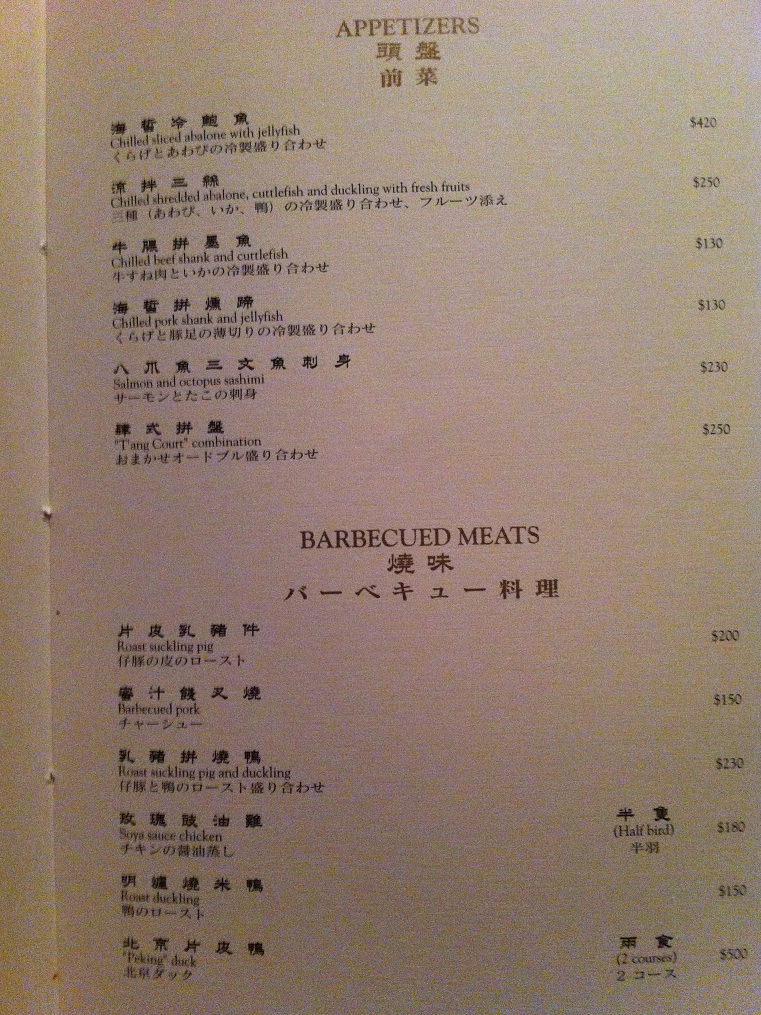 APPETIZERS
頭盤
前菜
海蜇冷鮑魚
Chilled sliced abalone with jellyfish
くらげとあわびの冷製盛り合わせ
$420
涼拌三絲
Chilled shredded abalone, cuttlefish and duckling with fresh fruits
三種（あわび、いか、鴨）の冷製盛り合わせ、フルーツ添え
$250
牛𦟌拼墨魚
Chilled beef shank and cuttlefish
牛すね肉といかの冷製盛り合わせ
$130
海蜇拼燻蹄
Chilled pork shank and jellyfish
くらげと豚足の薄切りの冷製盛り合わせ
$130
八爪魚三文魚刺身
Salmon and octopus sashimi
サーモンとたこの刺身
$230
肆式拼盤
"T'ang Court" combination
おまかせオードブル盛り合わせ
$250
BARBECUED MEATS
燒味
バーベキュー料理
片皮乳豬件
Roast suckling pig
仔豚の皮のロースト
$200
蜜汁餞叉燒
Barbecued pork
チャーシュー
$150
乳豬拼燒鴨
Roast suckling pig and duckling
仔豚と鴨のロースト盛り合わせ
$230
玫瑰豉油雞
Soya sauce chicken
チキンの醤油蒸し
半隻
(Half bird)
半羽
$180
明爐燒米鴨
Roast duckling
鴨のロースト
$150
北京片皮鴨
"Peking" duck
北京ダック
兩食
(2 courses)
2 コース
$500